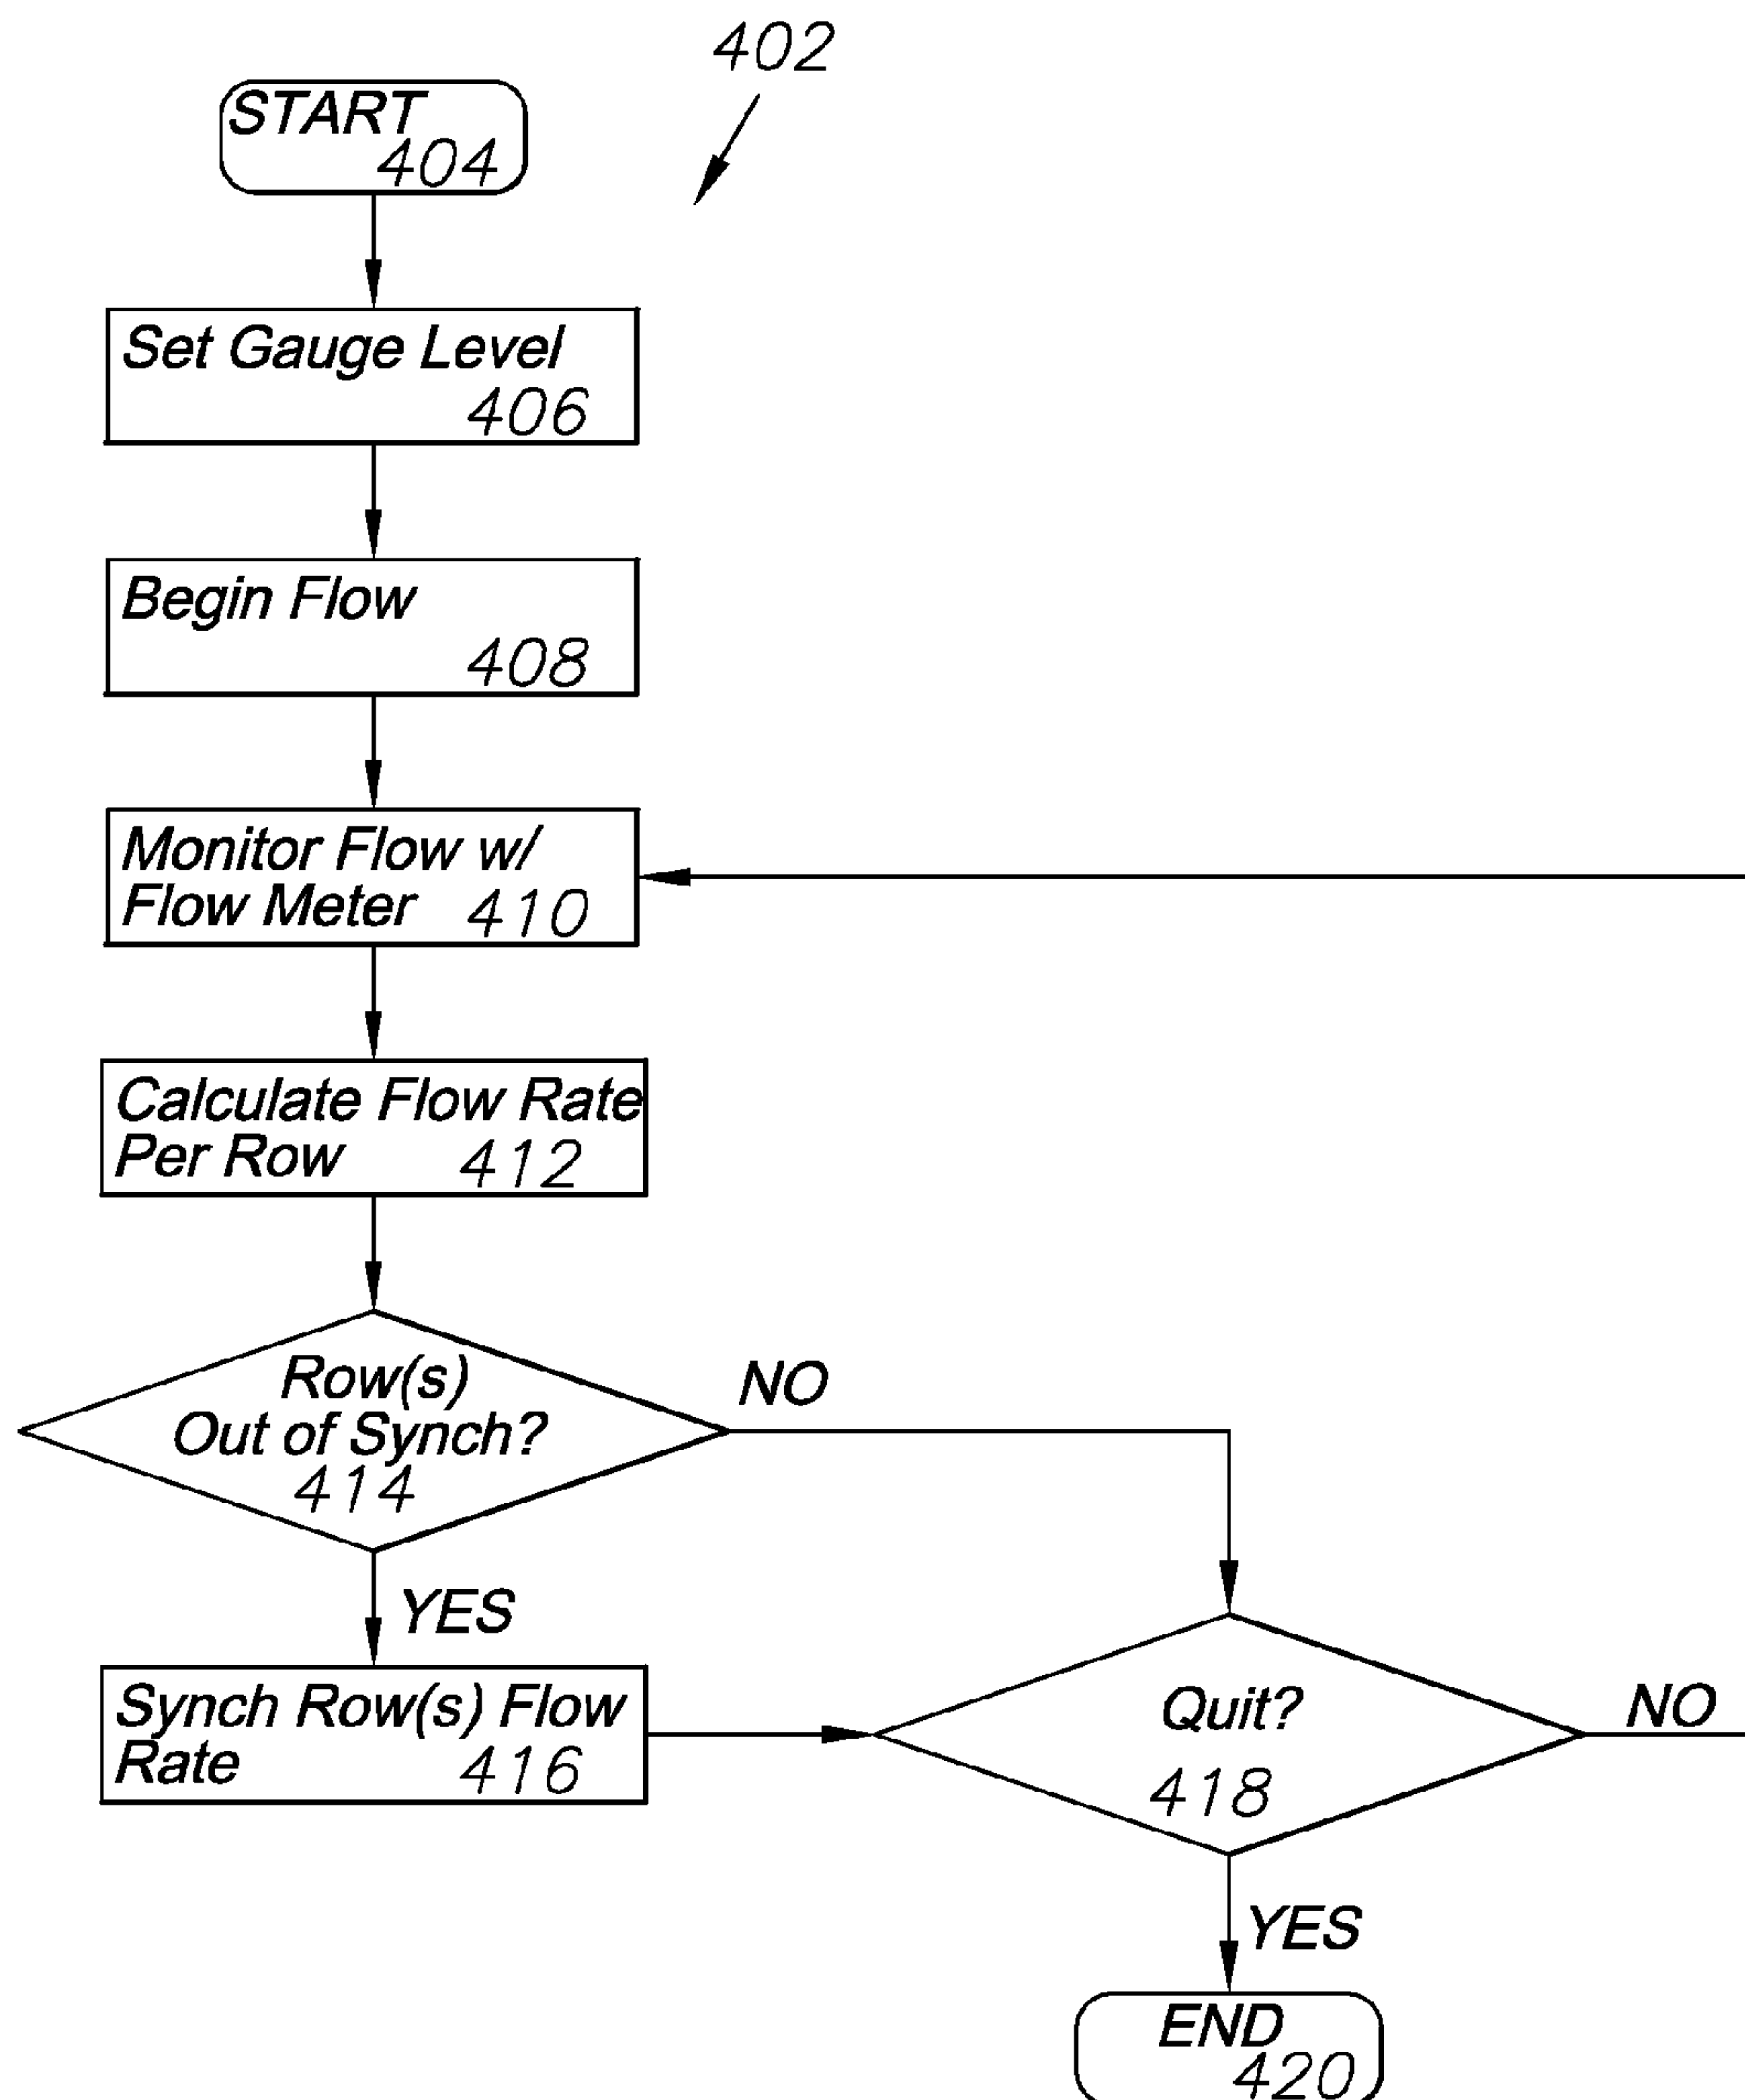 402
START
404
Set Gauge Level
406
Begin Flow
408
Monitor Flow w/
Flow Meter 410
Calculate Flow Rate
Per Row 412
Row(s)
Out of Synch?
414
NO
YES
Synch Row(s) Flow
Rate 416
Quit?
418
NO
YES
END
420